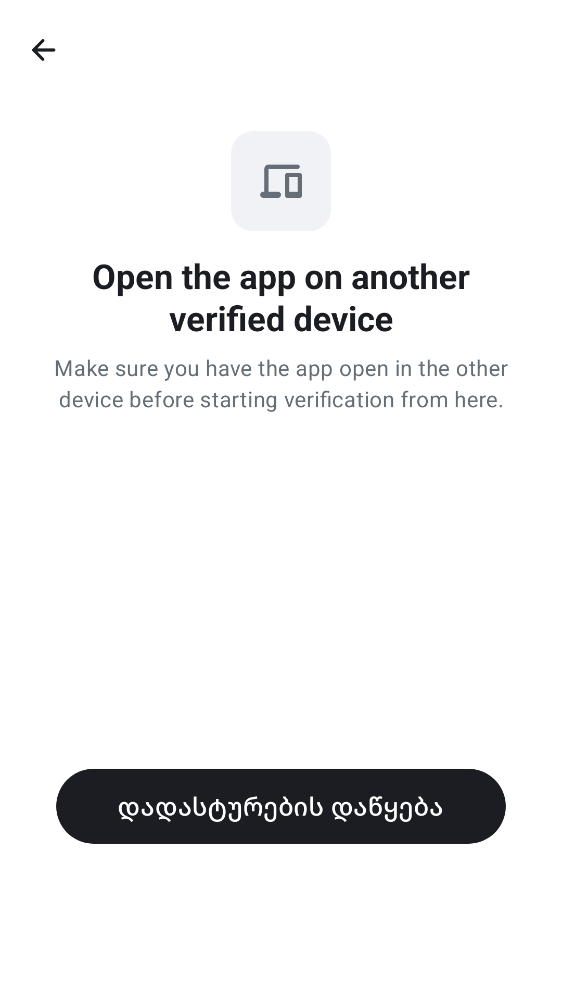 Open the app on another
verified device
Make sure you have the app open in the other
device before starting verification from here.
დადასტურების დაწყება